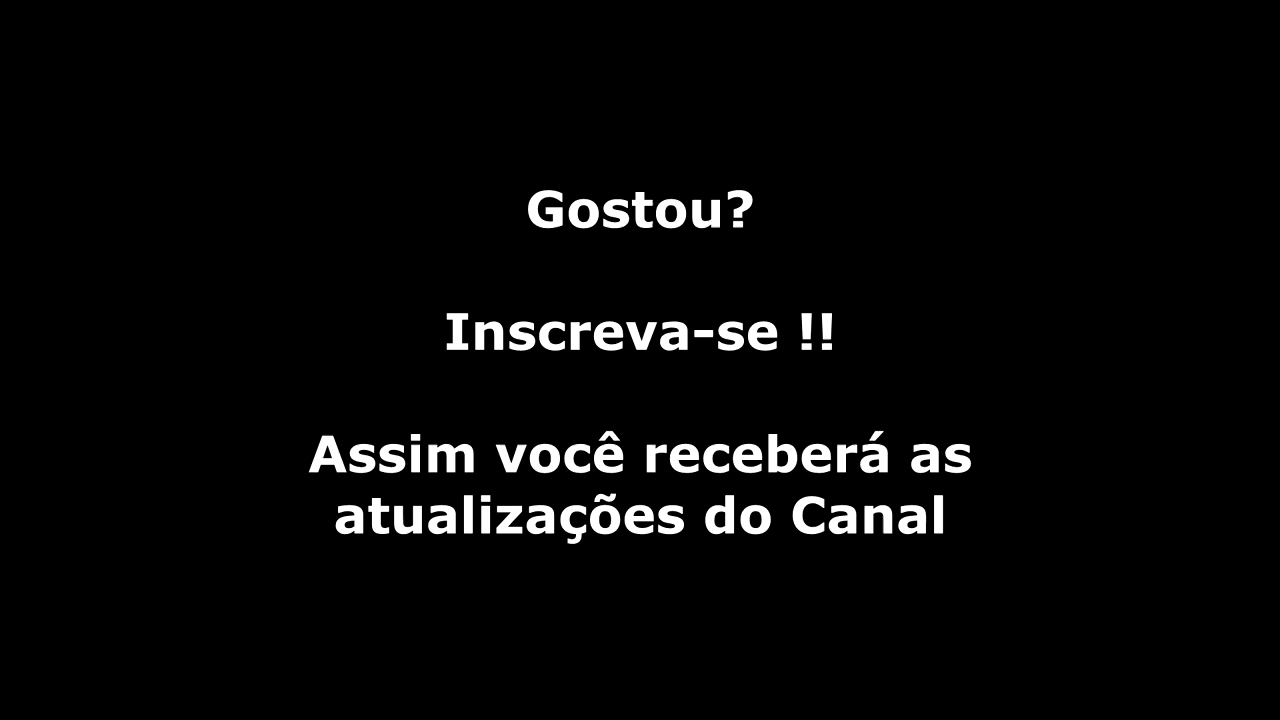 Gostou?
Inscreva-se !!
Assim você receberá as
atualizações do Canal